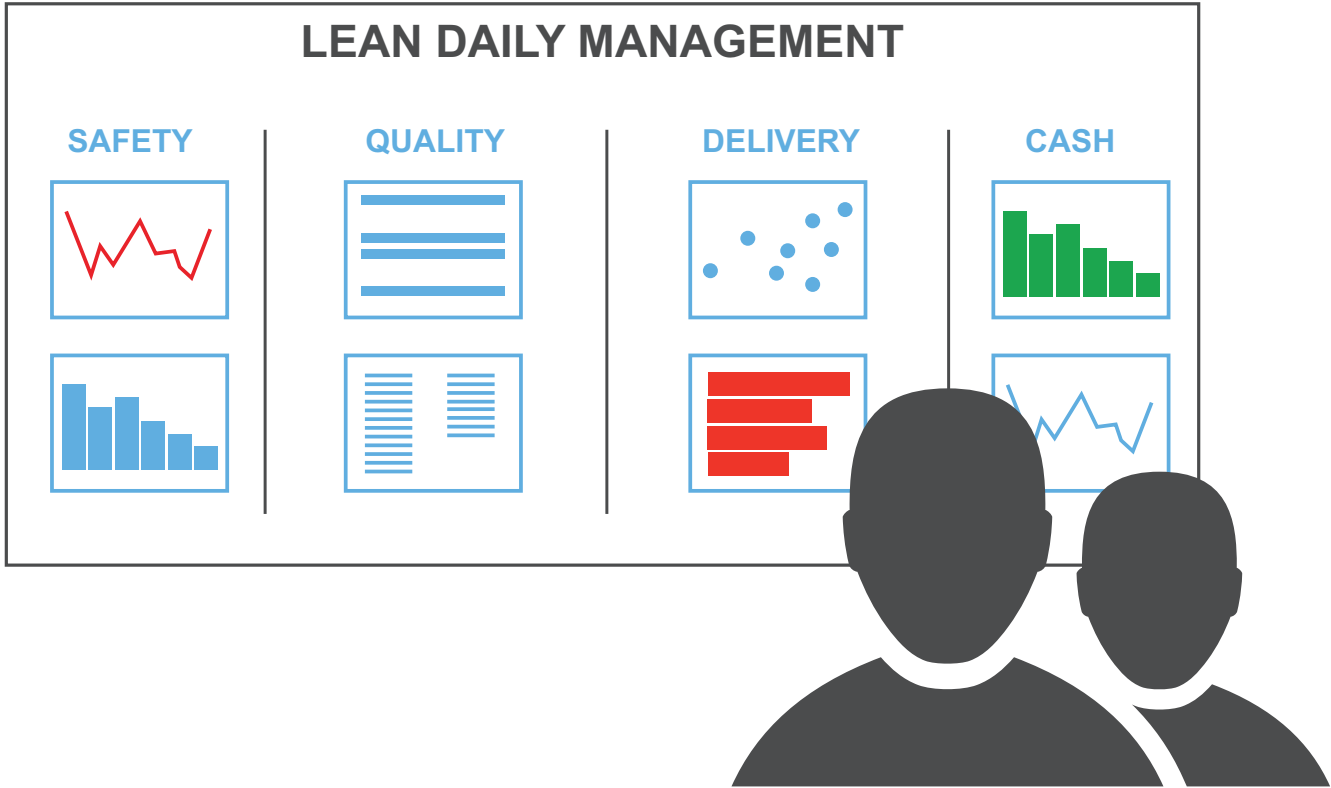 LEAN DAILY MANAGEMENT
SAFETY
QUALITY
DELIVERY
CASH